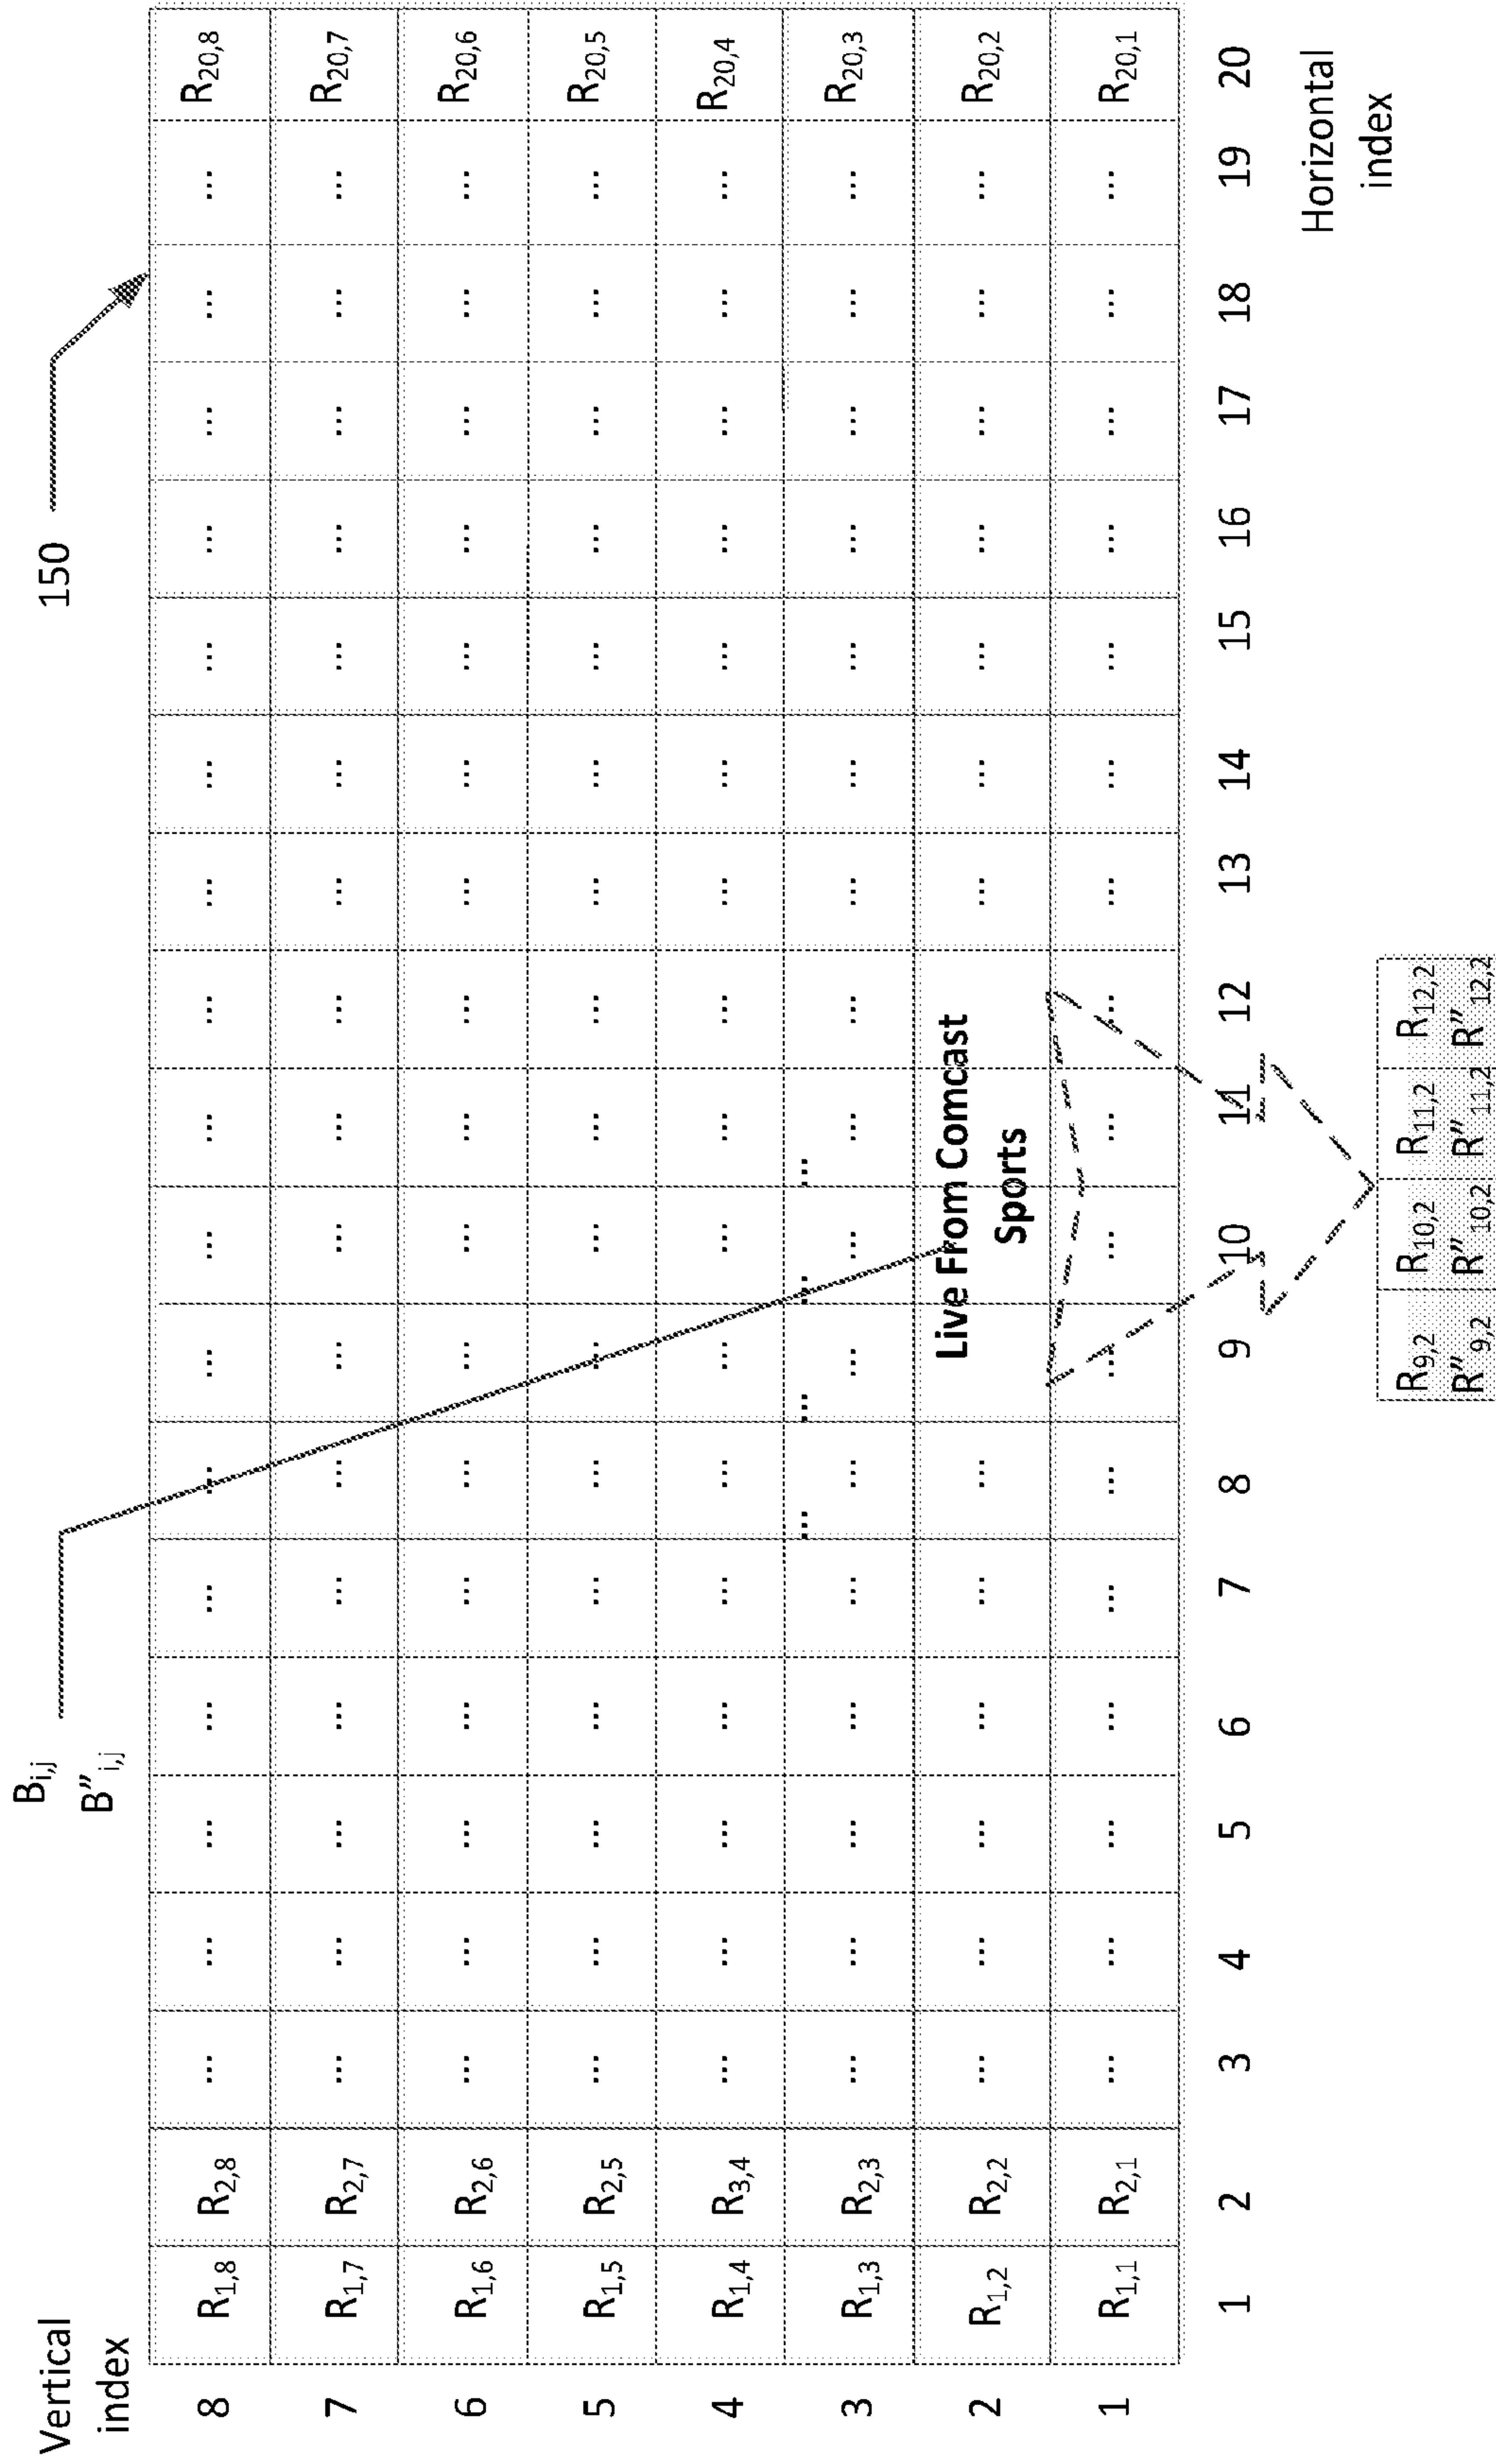 150
B i,j
B″ i,j
Vertical
index
8 R1,8 R2,8 ... ... ... ... ... ... ... ... ... ... ... ... ... ... ... ... ... R20,8
7 R1,7 R2,7 ... ... ... ... ... ... ... ... ... ... ... ... ... ... ... ... ... R20,7
6 R1,6 R2,6 ... ... ... ... ... ... ... ... ... ... ... ... ... ... ... ... ... R20,6
5 R1,5 R2,5 ... ... ... ... ... ... ... ... ... ... ... ... ... ... ... ... ... R20,5
4 R1,4 R3,4 ... ... ... ... ... ... ... ... ... ... ... ... ... ... ... ... ... R20,4
... ... ... ...
3 R1,3 R2,3 ... ... ... ... ... ... ... ... ... ... ... ... ... ... ... ... ... R20,3
2 R1,2 R2,2 ... ... ... ... ... ... Live From Comcast ... ... ... ... ... ... ... R20,2
Sports
1 R1,1 R2,1 ... ... ... ... ... ... ... ... ... ... ... ... ... ... ... ... ... R20,1
1 2 3 4 5 6 7 8 9 10 11 12 13 14 15 16 17 18 19 20
Horizontal
index
R9,2 R10,2 R11,2 R12,2
R″9,2 R″10,2 R″11,2 R″12,2